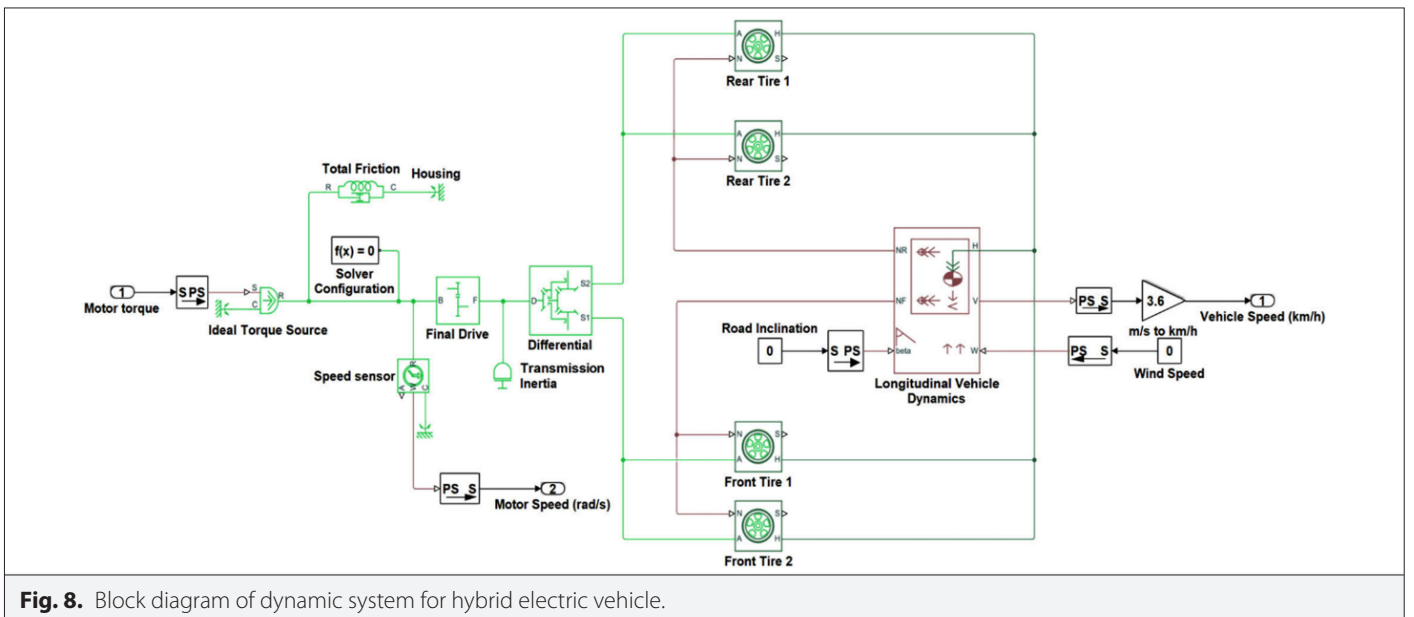 A
H
N
S
Rear Tire 1
A
H
N
S
Rear Tire 2
Total Friction
Housing
R
C
f(x) = 0
Solver
Configuration
1
Motor torque
S PS
S
C
R
Ideal Torque Source
B
F
Final Drive
D
S2
S1
Differential
Transmission
Inertia
Speed sensor
R
A
W
C
PS S
2
Motor Speed (rad/s)
NR
H
NF
V
beta
W
Longitudinal Vehicle
Dynamics
Road Inclination
0
S PS
PS S
3.6
m/s to km/h
1
Vehicle Speed (km/h)
PS S
0
Wind Speed
N
S
A
H
Front Tire 1
N
S
A
H
Front Tire 2
Fig. 8. Block diagram of dynamic system for hybrid electric vehicle.